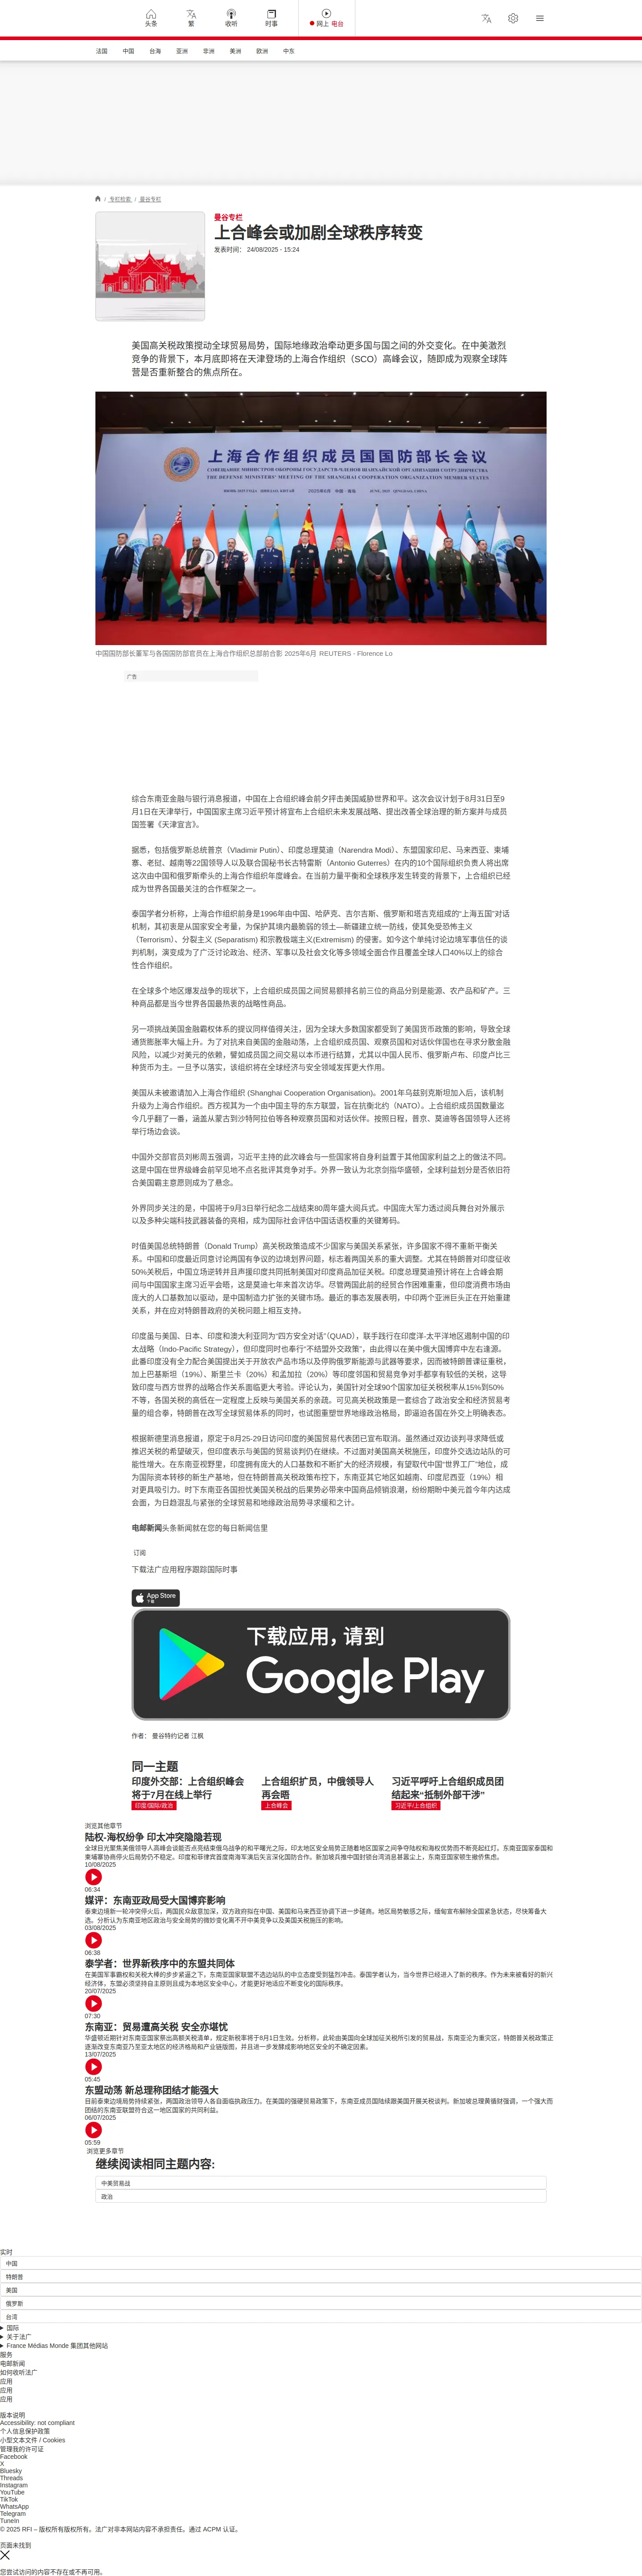 头条
繁
收听
时事
网上 电台
法国
中国
台海
亚洲
非洲
美洲
欧洲
中东
/ 专栏检索 / 曼谷专栏
曼谷专栏
上合峰会或加剧全球秩序转变
发表时间： 24/08/2025 - 15:24
美国高关税政策搅动全球贸易局势，国际地缘政治牵动更多国与国之间的外交变化。在中美激烈
竞争的背景下，本月底即将在天津登场的上海合作组织（SCO）高峰会议，随即成为观察全球阵
营是否重新整合的焦点所在。
上海合作组织成员国国防部长会议
中国国防部长董军与各国国防部官员在上海合作组织总部前合影 2025年6月 REUTERS - Florence Lo
广告
综合东南亚金融与银行消息报道，中国在上合组织峰会前夕抨击美国威胁世界和平。这次会议计划于8月31日至9
月1日在天津举行，中国国家主席习近平预计将宣布上合组织未来发展战略、提出改善全球治理的新方案并与成员
国签署《天津宣言》。
据悉，包括俄罗斯总统普京（Vladimir Putin）、印度总理莫迪（Narendra Modi）、东盟国家印尼、马来西亚、柬埔
寨、老挝、越南等22国领导人以及联合国秘书长古特雷斯（Antonio Guterres）在内的10个国际组织负责人将出席
这次由中国和俄罗斯牵头的上海合作组织年度峰会。在当前力量平衡和全球秩序发生转变的背景下，上合组织已经
成为世界各国最关注的合作框架之一。
泰国学者分析称，上海合作组织前身是1996年由中国、哈萨克、吉尔吉斯、俄罗斯和塔吉克组成的“上海五国”对话
机制，其初衷是从国家安全考量，为保护其境内最脆弱的领土—新疆建立统一防线，使其免受恐怖主义
（Terrorism）、分裂主义 (Separatism) 和宗教极端主义(Extremism) 的侵害。如今这个单纯讨论边境军事信任的谈
判机制，演变成为了广泛讨论政治、经济、军事以及社会文化等多领域全面合作且覆盖全球人口40%以上的综合
性合作组织。
在全球多个地区爆发战争的现状下，上合组织成员国之间贸易额排名前三位的商品分别是能源、农产品和矿产。三
种商品都是当今世界各国最热衷的战略性商品。
另一项挑战美国金融霸权体系的提议同样值得关注，因为全球大多数国家都受到了美国货币政策的影响，导致全球
通货膨胀率大幅上升。为了对抗来自美国的金融动荡，上合组织成员国、观察员国和对话伙伴国也在寻求分散金融
风险，以减少对美元的依赖，譬如成员国之间交易以本币进行结算，尤其以中国人民币、俄罗斯卢布、印度卢比三
种货币为主。一旦予以落实，该组织将在全球经济与安全领域发挥更大作用。
美国从未被邀请加入上海合作组织 (Shanghai Cooperation Organisation)。2001年乌兹别克斯坦加入后，该机制
升级为上海合作组织。西方视其为一个由中国主导的东方联盟，旨在抗衡北约（NATO）。上合组织成员国数量迄
今几乎翻了一番，涵盖从蒙古到沙特阿拉伯等各种观察员国和对话伙伴。按照日程，普京、莫迪等各国领导人还将
举行场边会谈。
中国外交部官员刘彬周五强调，习近平主持的此次峰会与一些国家将自身利益置于其他国家利益之上的做法不同。
这是中国在世界级峰会前罕见地不点名批评其竞争对手。外界一致认为北京剑指华盛顿，全球利益划分是否依旧符
合美国霸主意愿则成为了悬念。
外界同步关注的是，中国将于9月3日举行纪念二战结束80周年盛大阅兵式。中国庞大军力透过阅兵舞台对外展示
以及多种尖端科技武器装备的亮相，成为国际社会评估中国话语权重的关键筹码。
时值美国总统特朗普（Donald Trump）高关税政策造成不少国家与美国关系紧张，许多国家不得不重新平衡关
系。中国和印度最近同意讨论两国有争议的边境划界问题，标志着两国关系的重大调整。尤其在特朗普对印度征收
50%关税后，中国立场逆转并且声援印度共同抵制美国对印度商品加征关税。印度总理莫迪预计将在上合峰会期
间与中国国家主席习近平会晤，这是莫迪七年来首次访华。尽管两国此前的经贸合作困难重重，但印度消费市场由
庞大的人口基数加以驱动，是中国制造力扩张的关键市场。最近的事态发展表明，中印两个亚洲巨头正在开始重建
关系，并在应对特朗普政府的关税问题上相互支持。
印度虽与美国、日本、印度和澳大利亚同为“四方安全对话”（QUAD)，联手践行在印度洋-太平洋地区遏制中国的印
太战略（Indo-Pacific Strategy)，但印度同时也奉行“不结盟外交政策”，由此得以在美中俄大国博弈中左右逢源。
此番印度没有全力配合美国提出关于开放农产品市场以及停购俄罗斯能源与武器等要求，因而被特朗普课征重税，
加上巴基斯坦（19%）、斯里兰卡（20%）和孟加拉（20%）等印度邻国和贸易竞争对手都享有较低的关税，这导
致印度与西方世界的战略合作关系面临更大考验。评论认为，美国针对全球90个国家加征关税税率从15%到50%
不等，各国关税的高低在一定程度上反映与美国关系的亲疏。可见高关税政策是一套综合了政治安全和经济贸易考
量的组合拳，特朗普在改写全球贸易体系的同时，也试图重塑世界地缘政治格局，即逼迫各国在外交上明确表态。
根据新德里消息报道，原定于8月25-29日访问印度的美国贸易代表团已宣布取消。虽然通过双边谈判寻求降低或
推迟关税的希望破灭，但印度表示与美国的贸易谈判仍在继续。不过面对美国高关税施压，印度外交选边站队的可
能性增大。在东南亚视野里，印度拥有庞大的人口基数和不断扩大的经济规模，有望取代中国“世界工厂”地位，成
为国际资本转移的新生产基地，但在特朗普高关税政策布控下，东南亚其它地区如越南、印度尼西亚（19%）相
对更具吸引力。时下东南亚各国担忧美国关税战的后果势必带来中国商品倾销浪潮，纷纷期盼中美元首今年内达成
会面，为日趋混乱与紧张的全球贸易和地缘政治局势寻求缓和之计。
电邮新闻头条新闻就在您的每日新闻信里
订阅
下载法广应用程序跟踪国际时事
App Store 下载
下载应用，请到
Google Play
作者： 曼谷特约记者 江枫
同一主题
印度外交部：上合组织峰会
将于7月在线上举行
印度/国际/政治
上合组织扩员，中俄领导人
再会晤
上合峰会
习近平呼吁上合组织成员团
结起来“抵制外部干涉”
习近平/上合组织
浏览其他章节
陆权-海权纷争 印太冲突隐隐若现
全球目光聚焦美俄领导人高峰会谈能否点亮结束俄乌战争的和平曙光之际，印太地区安全局势正随着地区国家之间争夺陆权和海权优势而不断亮起红灯。东南亚国家泰国和
柬埔寨协商停火后局势仍不稳定。印度和菲律宾首度南海军演后矢言深化国防合作。新加坡兵推中国封锁台湾消息甚嚣尘上，东南亚国家顿生撤侨焦虑。
10/08/2025
06:34
媒评：东南亚政局受大国博弈影响
泰柬边境新一轮冲突停火后，两国民众敌意加深，双方政府拟在中国、美国和马来西亚协调下进一步磋商。地区局势敏感之际，缅甸宣布解除全国紧急状态，尽快筹备大
选。分析认为东南亚地区政治与安全局势的微妙变化离不开中美竞争以及美国关税施压的影响。
03/08/2025
06:38
泰学者：世界新秩序中的东盟共同体
在美国军事霸权和关税大棒的步步紧逼之下，东南亚国家联盟不选边站队的中立态度受到猛烈冲击。泰国学者认为，当今世界已经进入了新的秩序。作为未来被看好的新兴
经济体，东盟必须坚持自主原则且成为本地区安全中心，才能更好地适应不断变化的国际秩序。
20/07/2025
07:30
东南亚：贸易遭高关税 安全亦堪忧
华盛顿近期针对东南亚国家祭出高额关税清单，规定新税率将于8月1日生效。分析称，此轮由美国向全球加征关税所引发的贸易战，东南亚沦为重灾区，特朗普关税政策正
逐渐改变东南亚乃至亚太地区的经济格局和产业链版图，并且进一步发酵成影响地区安全的不确定因素。
13/07/2025
05:45
东盟动荡 新总理称团结才能强大
目前泰柬边境局势持续紧张，两国政治领导人各自面临执政压力。在美国的强硬贸易政策下，东南亚成员国陆续跟美国开展关税谈判。新加坡总理黄循财强调，一个强大而
团结的东南亚联盟符合这一地区国家的共同利益。
06/07/2025
05:59
浏览更多章节
继续阅读相同主题内容:
中美贸易战
政治
实时
中国
特朗普
美国
俄罗斯
台湾
国际
关于法广
France Médias Monde 集团其他网站
服务
电邮新闻
如何收听法广
应用
应用
应用
版本说明
Accessibility: not compliant
个人信息保护政策
小型文本文件 / Cookies
管理我的许可证
Facebook
X
Bluesky
Threads
Instagram
YouTube
TikTok
WhatsApp
Telegram
TuneIn
© 2025 RFI – 版权所有版权所有。法广对非本网站内容不承担责任。通过 ACPM 认证。
页面未找到
您尝试访问的内容不存在或不再可用。